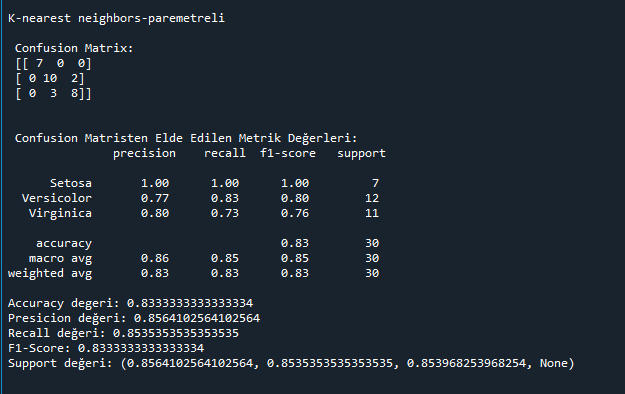 K-nearest neighbors-paremetreli
Confusion Matrix:
[[ 7 0 0]
[ 0 10 2]
[ 0 3 8]]
Confusion Matristen Elde Edilen Metrik Değerleri:
precision recall f1-score support
Setosa 1.00 1.00 1.00 7
Versicolor 0.77 0.83 0.80 12
Virginica 0.80 0.73 0.76 11
accuracy 0.83 30
macro avg 0.86 0.85 0.85 30
weighted avg 0.83 0.83 0.83 30
Accuracy degeri: 0.8333333333333334
Presicion değeri: 0.8564102564102564
Recall değeri: 0.8535353535353535
F1-Score: 0.8333333333333334
Support değeri: (0.8564102564102564, 0.8535353535353535, 0.853968253968254, None)